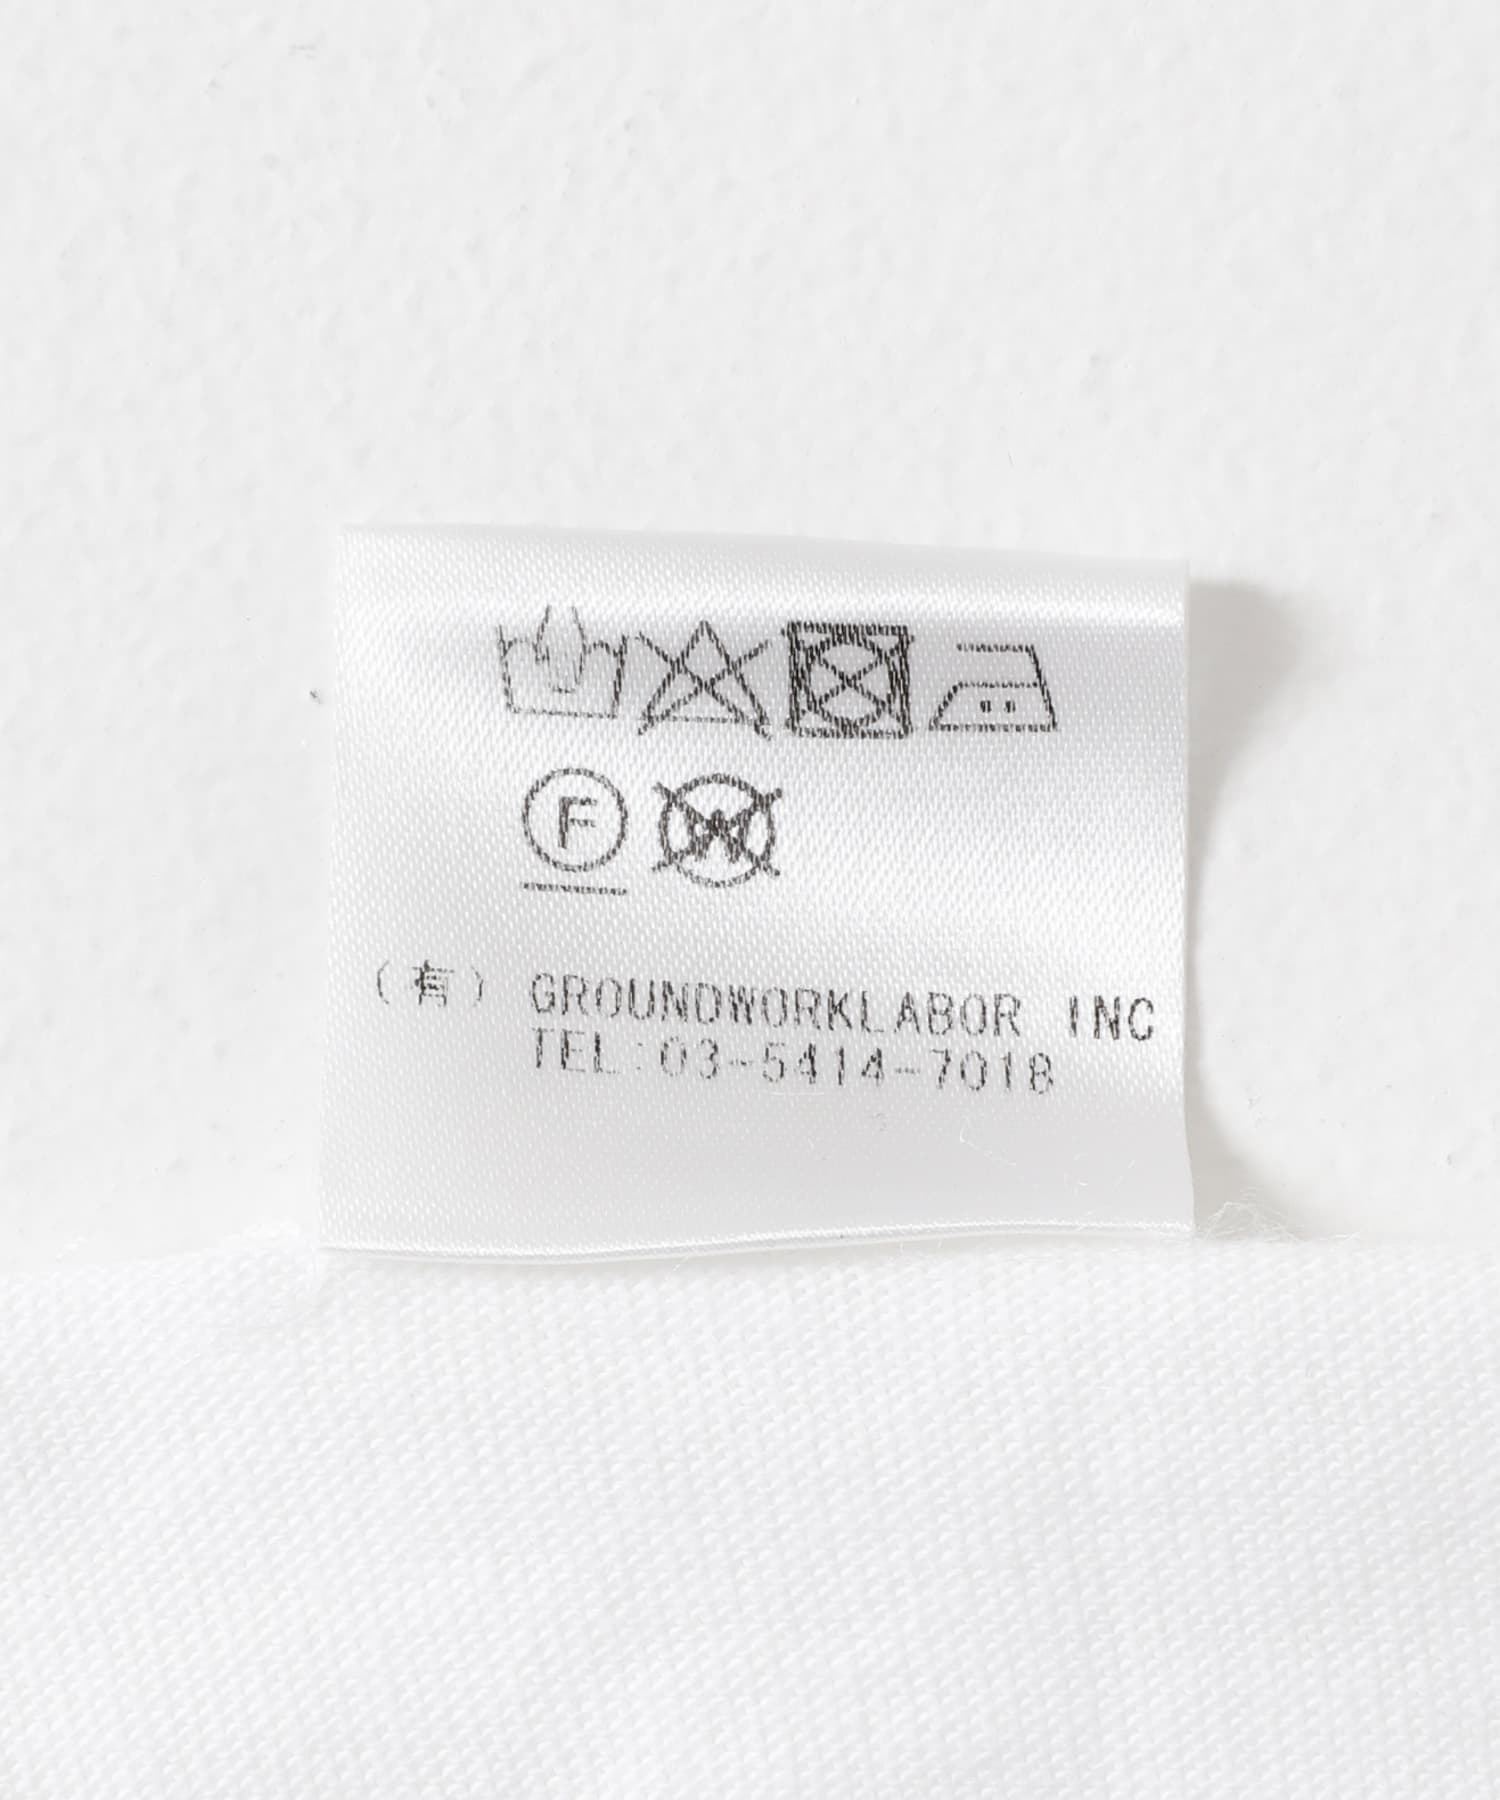 F W
(有) GROUNDWORKLABOR INC
TEL:03-5414-7018